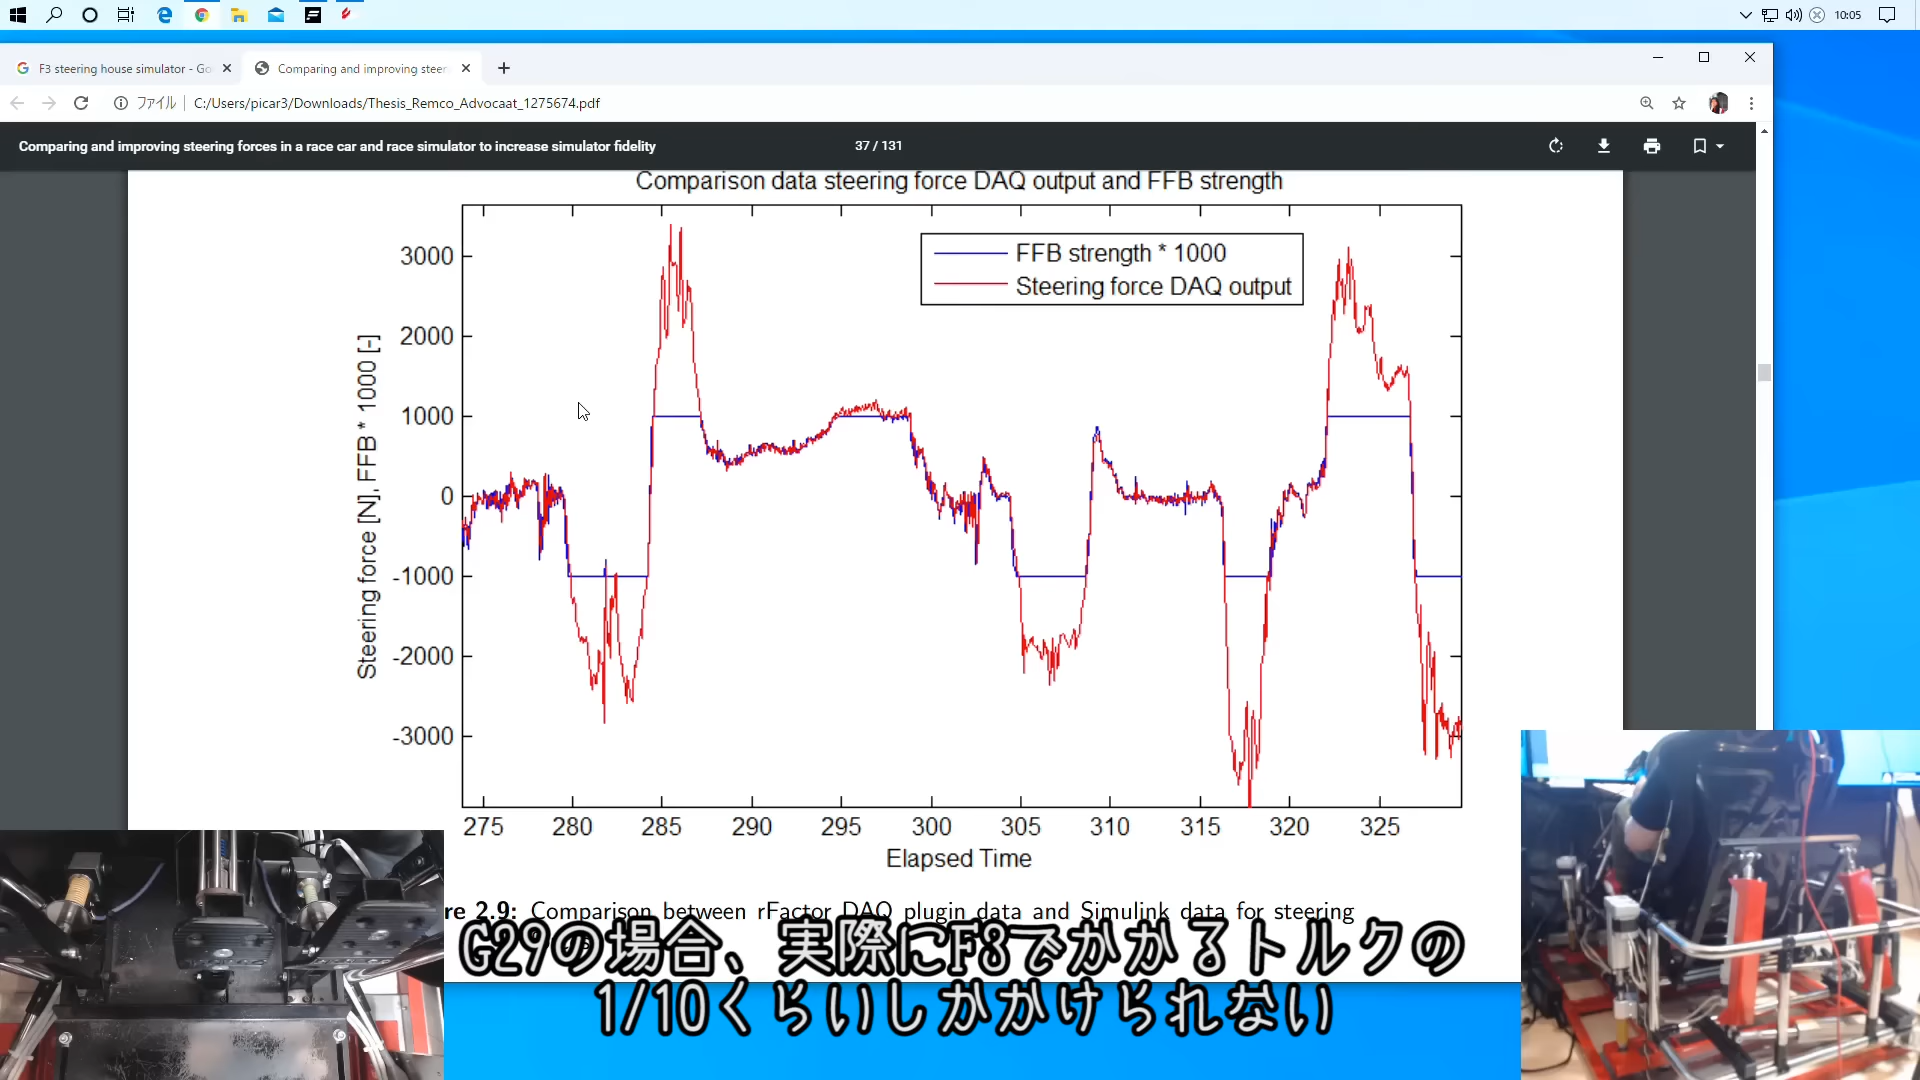 10:05
F3 steering house simulator - Go
Comparing and improving steer
ファイル
C:/Users/picar3/Downloads/Thesis_Remco_Advocaat_1275674.pdf
Comparing and improving steering forces in a race car and race simulator to increase simulator fidelity
37 / 131
Comparison data steering force DAQ output and FFB strength
FFB strength * 1000
Steering force DAQ output
Steering force [N], FFB * 1000 [-]
3000
2000
1000
0
-1000
-2000
-3000
275 280 285 290 295 300 305 310 315 320 325
Elapsed Time
re 2.9: Comparison between rFactor DAQ plugin data and Simulink data for steering
G29の場合、実際にF3でかかるトルクの
1/10くらいしかかけられない